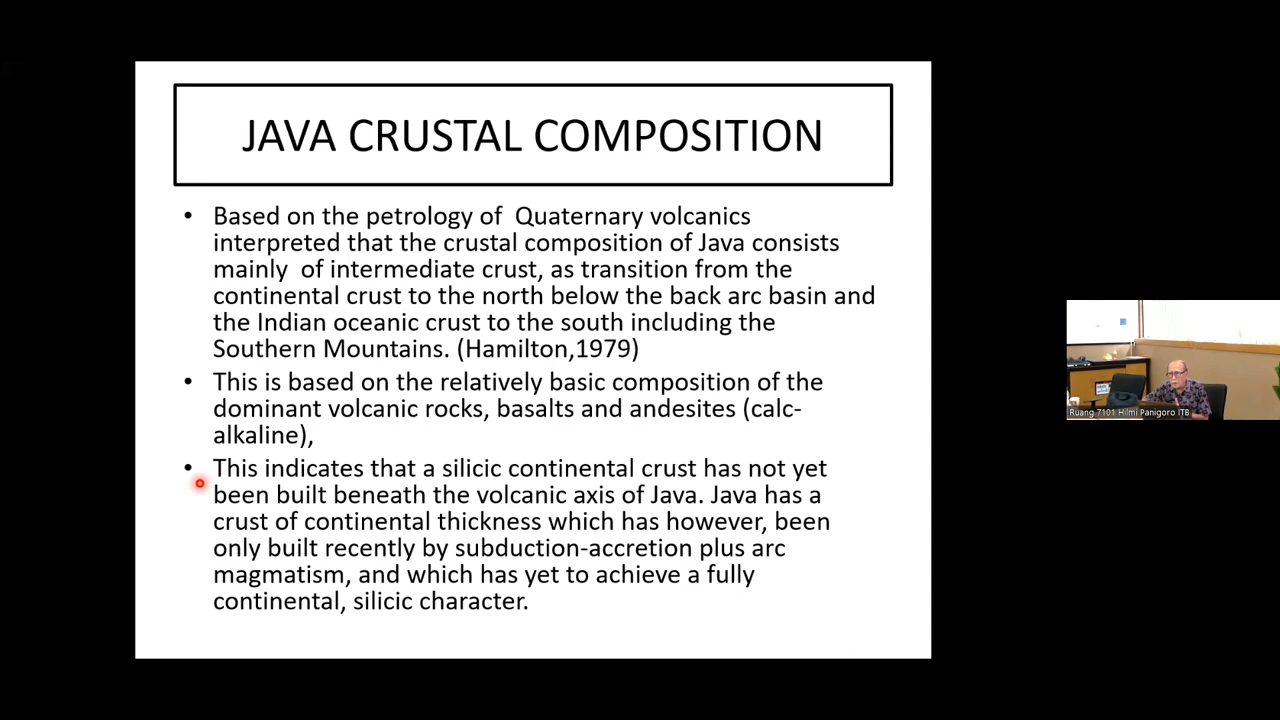 JAVA CRUSTAL COMPOSITION
• Based on the petrology of  Quaternary volcanics
interpreted that the crustal composition of Java consists
mainly  of intermediate crust, as transition from the
continental crust to the north below the back arc basin and
the Indian oceanic crust to the south including the
Southern Mountains. (Hamilton,1979)
• This is based on the relatively basic composition of the
dominant volcanic rocks, basalts and andesites (calc-
alkaline),
• This indicates that a silicic continental crust has not yet
been built beneath the volcanic axis of Java. Java has a
crust of continental thickness which has however, been
only built recently by subduction-accretion plus arc
magmatism, and which has yet to achieve a fully
continental, silicic character.
Ruang 7101 Hilmi Panigoro ITB